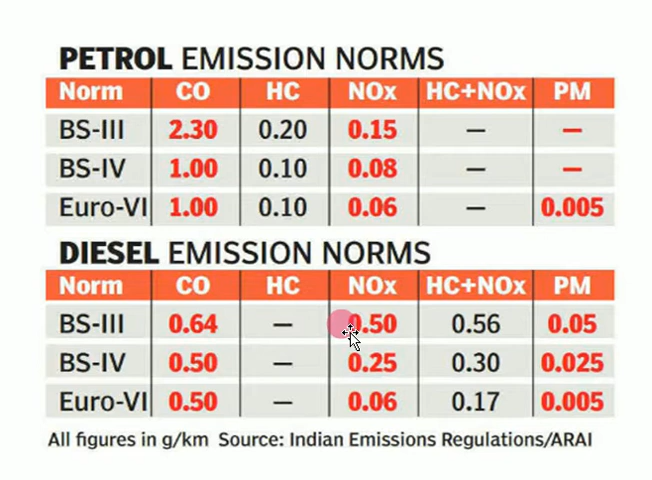 PETROL EMISSION NORMS
Norm CO HC NOx HC+NOx PM
BS-III 2.30 0.20 0.15 — —
BS-IV 1.00 0.10 0.08 — —
Euro-VI 1.00 0.10 0.06 — 0.005
DIESEL EMISSION NORMS
Norm CO HC NOx HC+NOx PM
BS-III 0.64 — 0.50 0.56 0.05
BS-IV 0.50 — 0.25 0.30 0.025
Euro-VI 0.50 — 0.06 0.17 0.005
All figures in g/km Source: Indian Emissions Regulations/ARAI